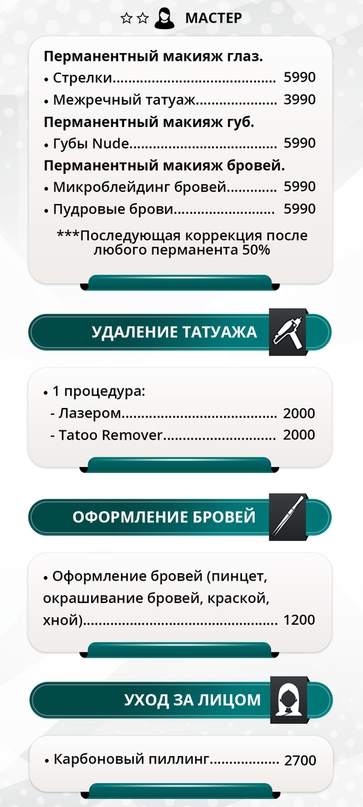 ☆☆ МАСТЕР
Перманентный макияж глаз.
• Стрелки.................................... 5990
• Межречный татуаж.................. 3990
Перманентный макияж губ.
• Губы Nude................................ 5990
Перманентный макияж бровей.
• Микроблейдинг бровей........... 5990
• Пудровые брови...................... 5990
***Последующая коррекция после
любого перманента 50%
УДАЛЕНИЕ ТАТУАЖА
• 1 процедура:
- Лазером.................................. 2000
- Tatoo Remover......................... 2000
ОФОРМЛЕНИЕ БРОВЕЙ
• Оформление бровей (пинцет,
окрашивание бровей, краской,
хной)........................................... 1200
УХОД ЗА ЛИЦОМ
• Карбоновый пиллинг............... 2700